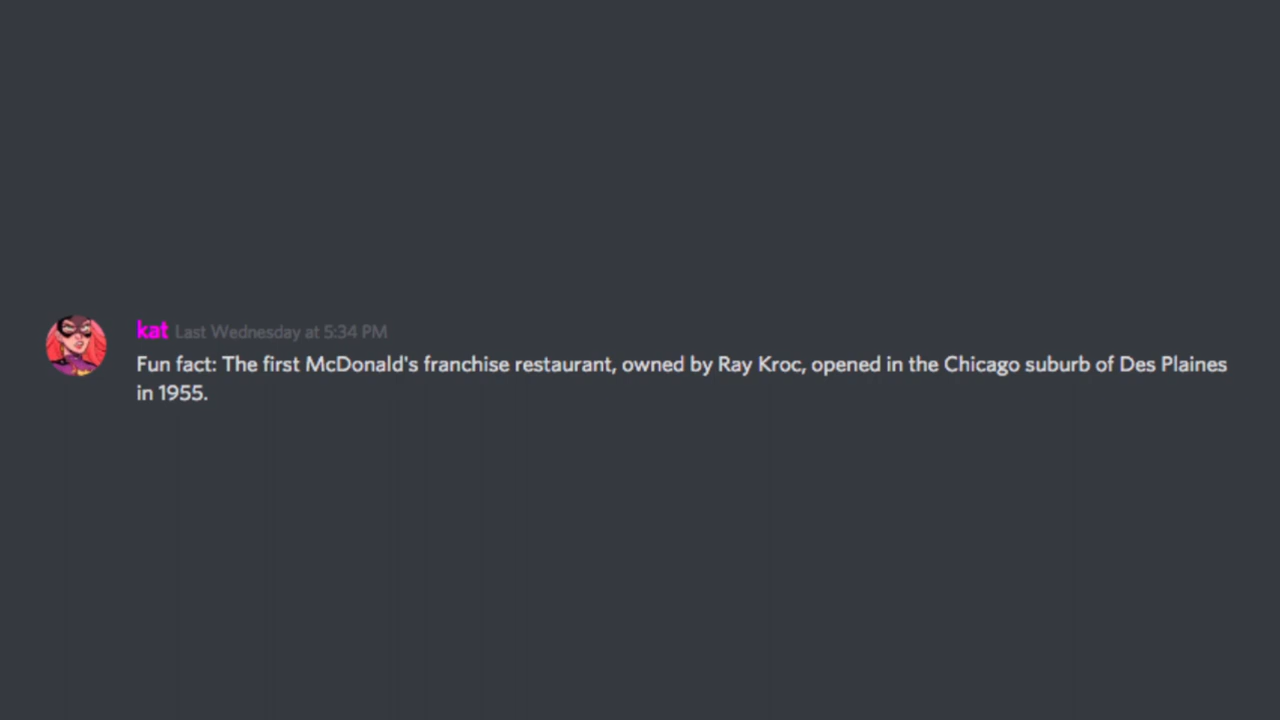 kat Last Wednesday at 5:34 PM
Fun fact: The first McDonald's franchise restaurant, owned by Ray Kroc, opened in the Chicago suburb of Des Plaines
in 1955.